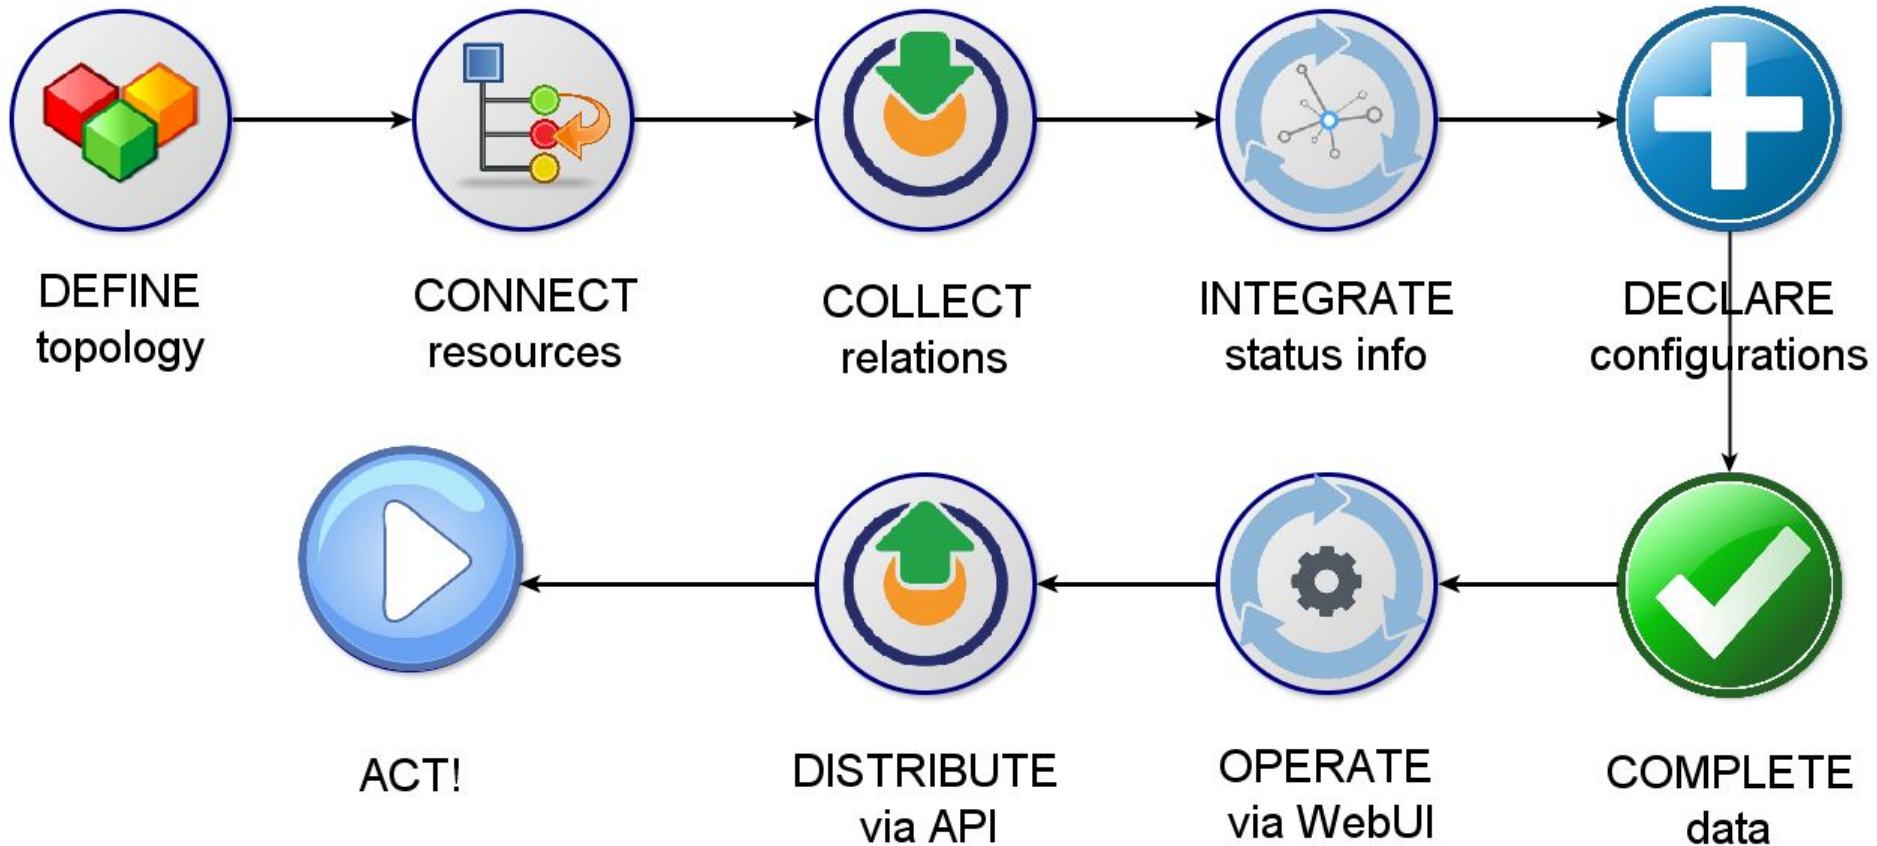 DEFINE
topology
CONNECT
resources
COLLECT
relations
INTEGRATE
status info
DECLARE
configurations
ACT!
DISTRIBUTE
via API
OPERATE
via WebUI
COMPLETE
data